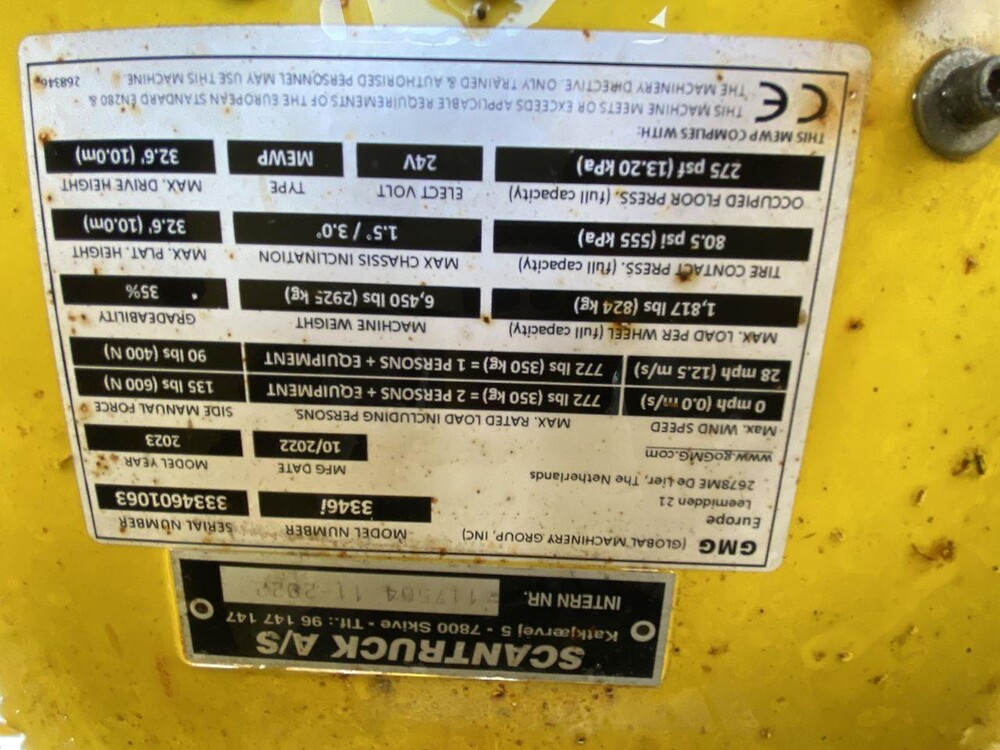 SCANTRUCK A/S
Katkjærvej 5 - 7800 Skive - Tlf.: 96 147 147
INTERN NR. 117504 11-202
GMG (GLOBAL MACHINERY GROUP, INC)
Europe
Leemidden 21
2678ME De Lier, The Netherlands
www.goGMG.com
MODEL NUMBER SERIAL NUMBER
3346i 3334601063
MFG DATE MODEL YEAR
10/2022 2023
Max. WIND SPEED MAX. RATED LOAD INCLUDING PERSONS. SIDE MANUAL FORCE
0 mph (0.0 m/s) 772 lbs (350 kg) = 2 PERSONS + EQUIPMENT 135 lbs (600 N)
28 mph (12.5 m/s) 772 lbs (350 kg) = 1 PERSONS + EQUIPMENT 90 lbs (400 N)
MAX. LOAD PER WHEEL (full capacity) MACHINE WEIGHT GRADEABILITY
1,817 lbs (824 kg) 6,450 lbs (2925 kg) 35%
TIRE CONTACT PRESS. (full capacity) MAX CHASSIS INCLINATION MAX. PLAT. HEIGHT
80.5 psi (555 kPa) 1.5° / 3.0° 32.6' (10.0m)
OCCUPIED FLOOR PRESS. (full capacity) ELECT VOLT TYPE MAX. DRIVE HEIGHT
275 psf (13.20 kPa) 24V MEWP 32.6' (10.0m)
THIS MEWP COMPLIES WITH:
CE THIS MACHINE MEETS OR EXCEEDS APPLICABLE REQUIREMENTS OF THE EUROPEAN STANDARD EN280 &
THE MACHINERY DIRECTIVE. ONLY TRAINED & AUTHORISED PERSONNEL MAY USE THIS MACHINE.
268346